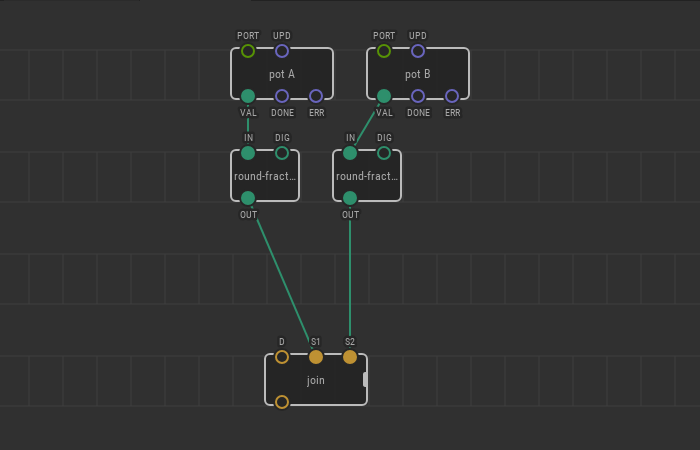 PORT UPD PORT UPD
pot A pot B
VAL DONE ERR VAL DONE ERR
IN DIG IN DIG
round-fract... round-fract...
OUT OUT
D S1 S2
join